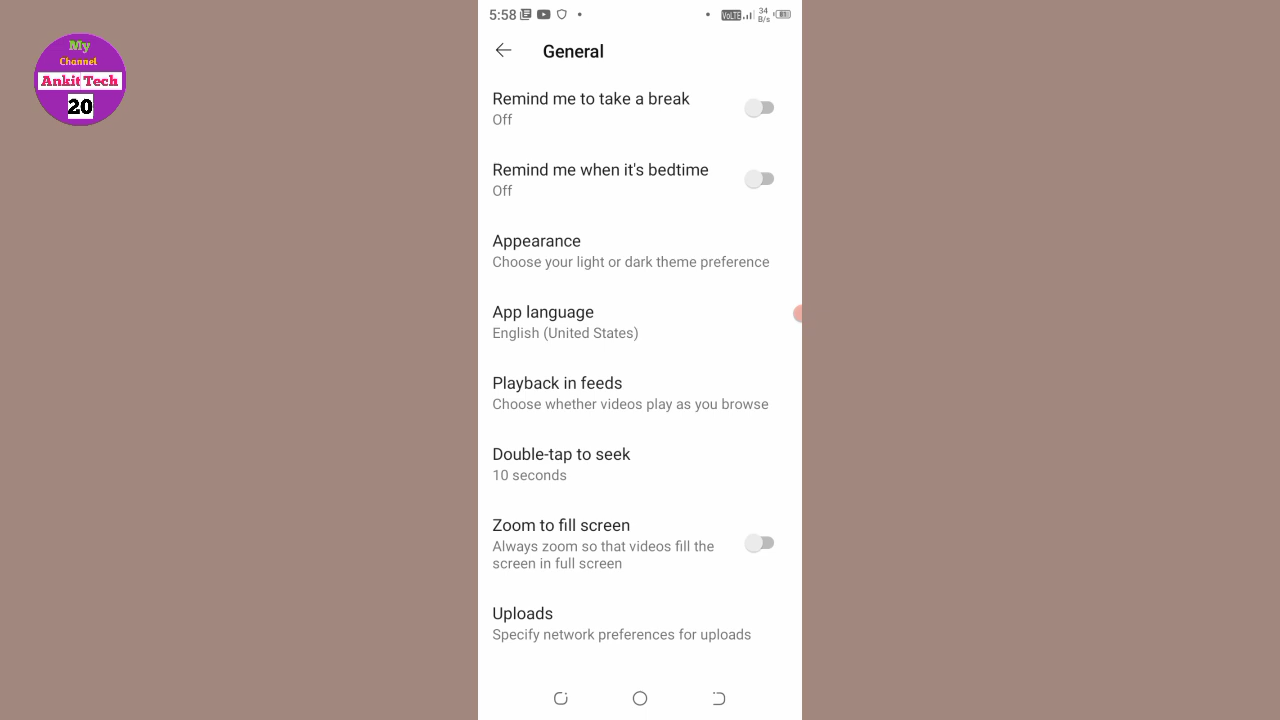 My
Channel
Ankit Tech
20
5:58
VoLTE
34
B/s
General
Remind me to take a break
Off
Remind me when it's bedtime
Off
Appearance
Choose your light or dark theme preference
App language
English (United States)
Playback in feeds
Choose whether videos play as you browse
Double-tap to seek
10 seconds
Zoom to fill screen
Always zoom so that videos fill the
screen in full screen
Uploads
Specify network preferences for uploads